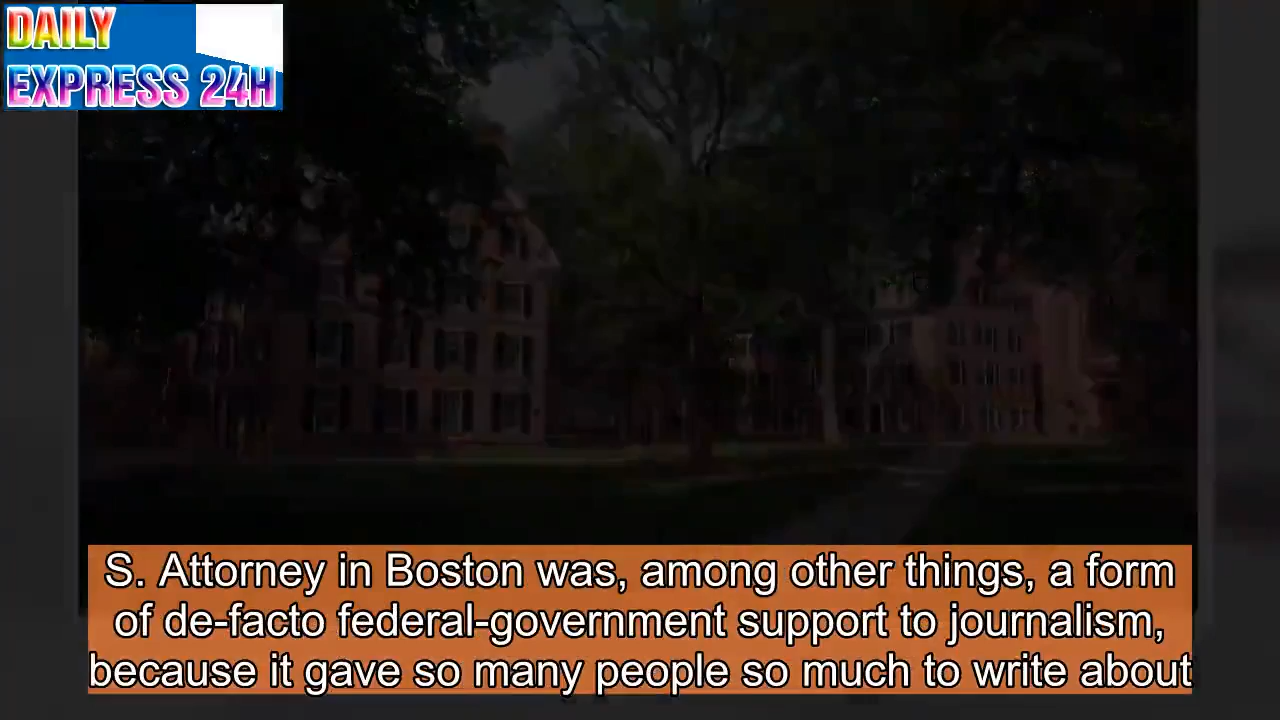 DAILY
EXPRESS 24H
S. Attorney in Boston was, among other things, a form
of de-facto federal-government support to journalism,
because it gave so many people so much to write about